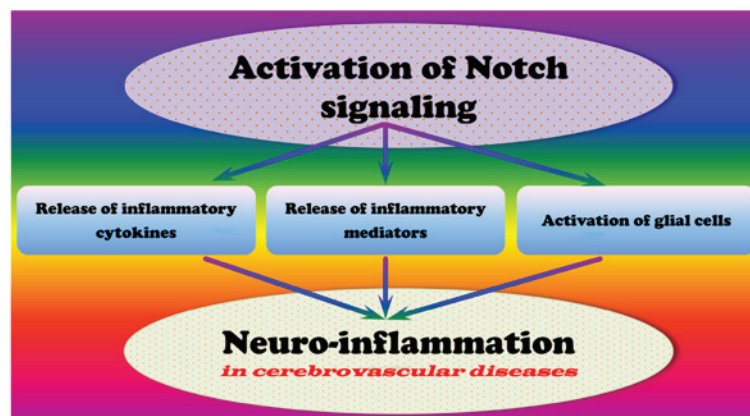 Activation of Notch
signaling
Release of inflammatory
cytokines
Release of inflammatory
mediators
Activation of glial cells
Neuro-inflammation
in cerebrovascular diseases